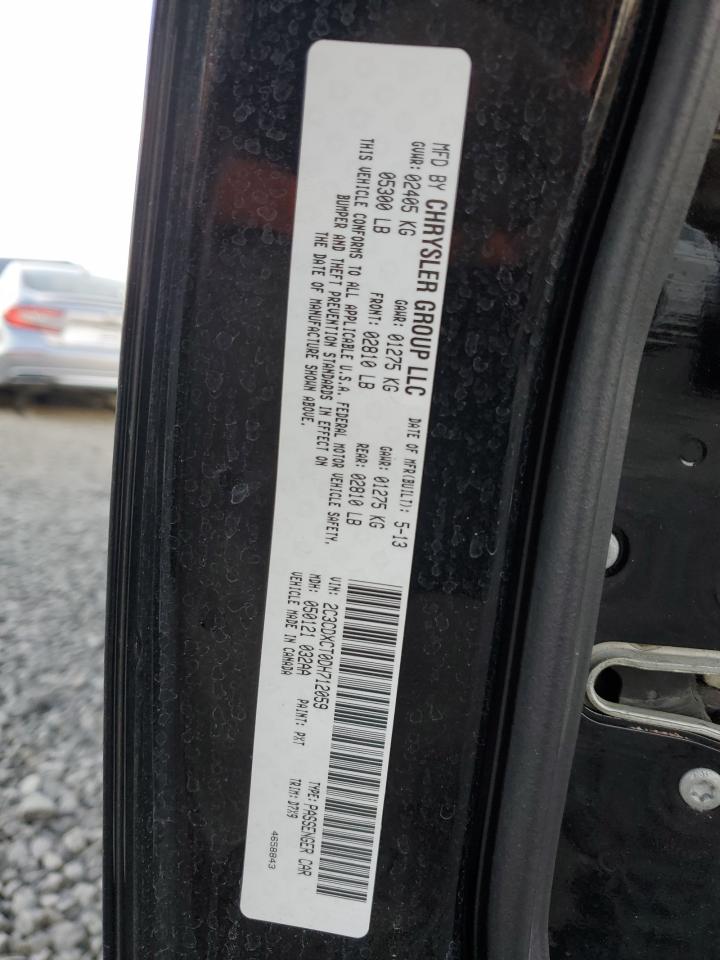 MFD BY CHRYSLER GROUP LLC
DATE OF MFR(BUILT): 5-13
GVWR: 02405 KG GAWR: 01275 KG GAWR: 01275 KG
05300 LB FRONT: 02810 LB REAR: 02810 LB
THIS VEHICLE CONFORMS TO ALL APPLICABLE U.S.A. FEDERAL MOTOR VEHICLE SAFETY,
BUMPER AND THEFT PREVENTION STANDARDS IN EFFECT ON
THE DATE OF MANUFACTURE SHOWN ABOVE.
VIN: 2C3CDXCT0DH712059 TYPE: PASSENGER CAR
MDH: 050121 032AA PAINT: PXT TRIM: D7X9
VEHICLE MADE IN CANADA
4658843